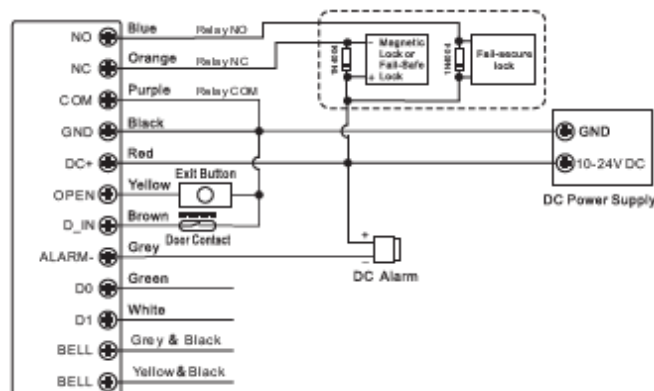 NO Blue Relay NO
NC Orange Relay NC
COM Purple Relay COM
GND Black
DC+ Red
OPEN Yellow Exit Button
D_IN Brown Door Contact
ALARM- Grey
D0 Green
D1 White
BELL Grey & Black
BELL Yellow & Black
1N4004
- Magnetic
Lock or
Fail-Safe
+ Lock
1N4004
Fail-secure
lock
GND
10-24V DC
DC Power Supply
+
-
DC Alarm